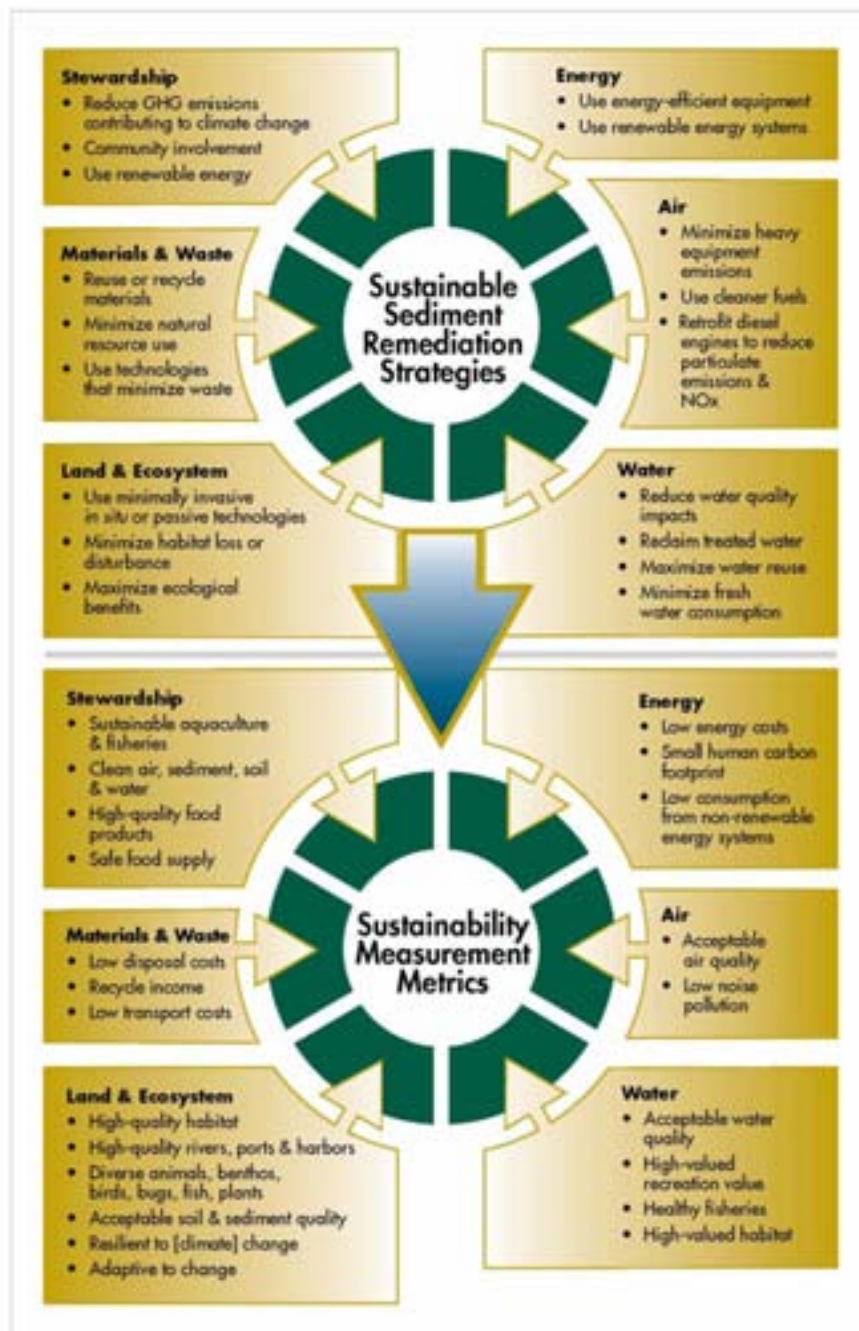 Stewardship
• Reduce GHG emissions
contributing to climate change
• Community involvement
• Use renewable energy
Energy
• Use energy-efficient equipment
• Use renewable energy systems
Materials & Waste
• Reuse or recycle
materials
• Minimize natural
resource use
• Use technologies
that minimize waste
Sustainable
Sediment
Remediation
Strategies
Air
• Minimize heavy
equipment
emissions
• Use cleaner fuels
• Retrofit diesel
engines to reduce
particulate
emissions &
NOx
Land & Ecosystem
• Use minimally invasive
in situ or passive technologies
• Minimize habitat loss or
disturbance
• Maximize ecological
benefits
Water
• Reduce water quality
impacts
• Reclaim treated water
• Maximize water reuse
• Minimize fresh
water consumption
Stewardship
• Sustainable aquaculture
& fisheries
• Clean air, sediment, soil
& water
• High-quality food
products
• Safe food supply
Energy
• Low energy costs
• Small human carbon
footprint
• Low consumption
from non-renewable
energy systems
Materials & Waste
• Low disposal costs
• Recycle income
• Low transport costs
Sustainability
Measurement
Metrics
Air
• Acceptable
air quality
• Low noise
pollution
Land & Ecosystem
• High-quality habitat
• High-quality rivers, ports & harbors
• Diverse animals, benthos,
birds, bugs, fish, plants
• Acceptable soil & sediment quality
• Resilient to [climate] change
• Adaptive to change
Water
• Acceptable water
quality
• High-valued
recreation value
• Healthy fisheries
• High-valued habitat